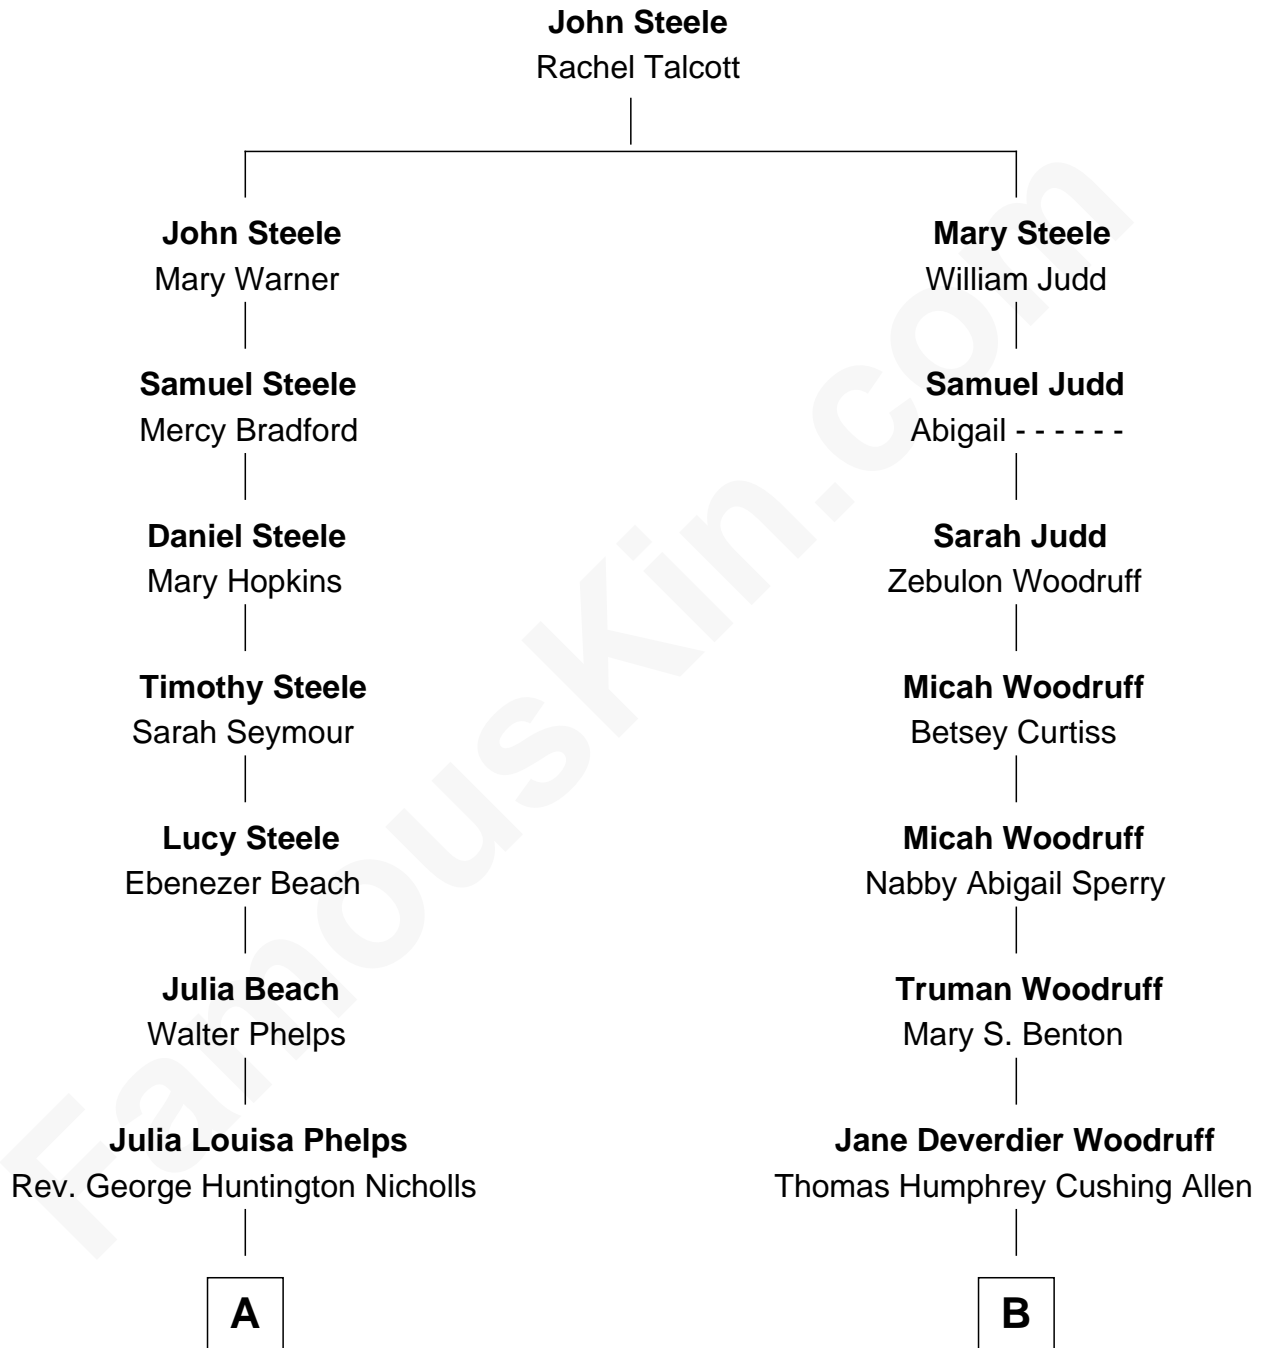 John Steele
Rachel Talcott
John Steele
Mary Warner
Mary Steele
William Judd
Samuel Steele
Mercy Bradford
Samuel Judd
Abigail - - - - - -
Daniel Steele
Mary Hopkins
Sarah Judd
Zebulon Woodruff
Timothy Steele
Sarah Seymour
Micah Woodruff
Betsey Curtiss
Lucy Steele
Ebenezer Beach
Micah Woodruff
Nabby Abigail Sperry
Julia Beach
Walter Phelps
Truman Woodruff
Mary S. Benton
Julia Louisa Phelps
Rev. George Huntington Nicholls
Jane Deverdier Woodruff
Thomas Humphrey Cushing Allen
A
B
FamousKin.com